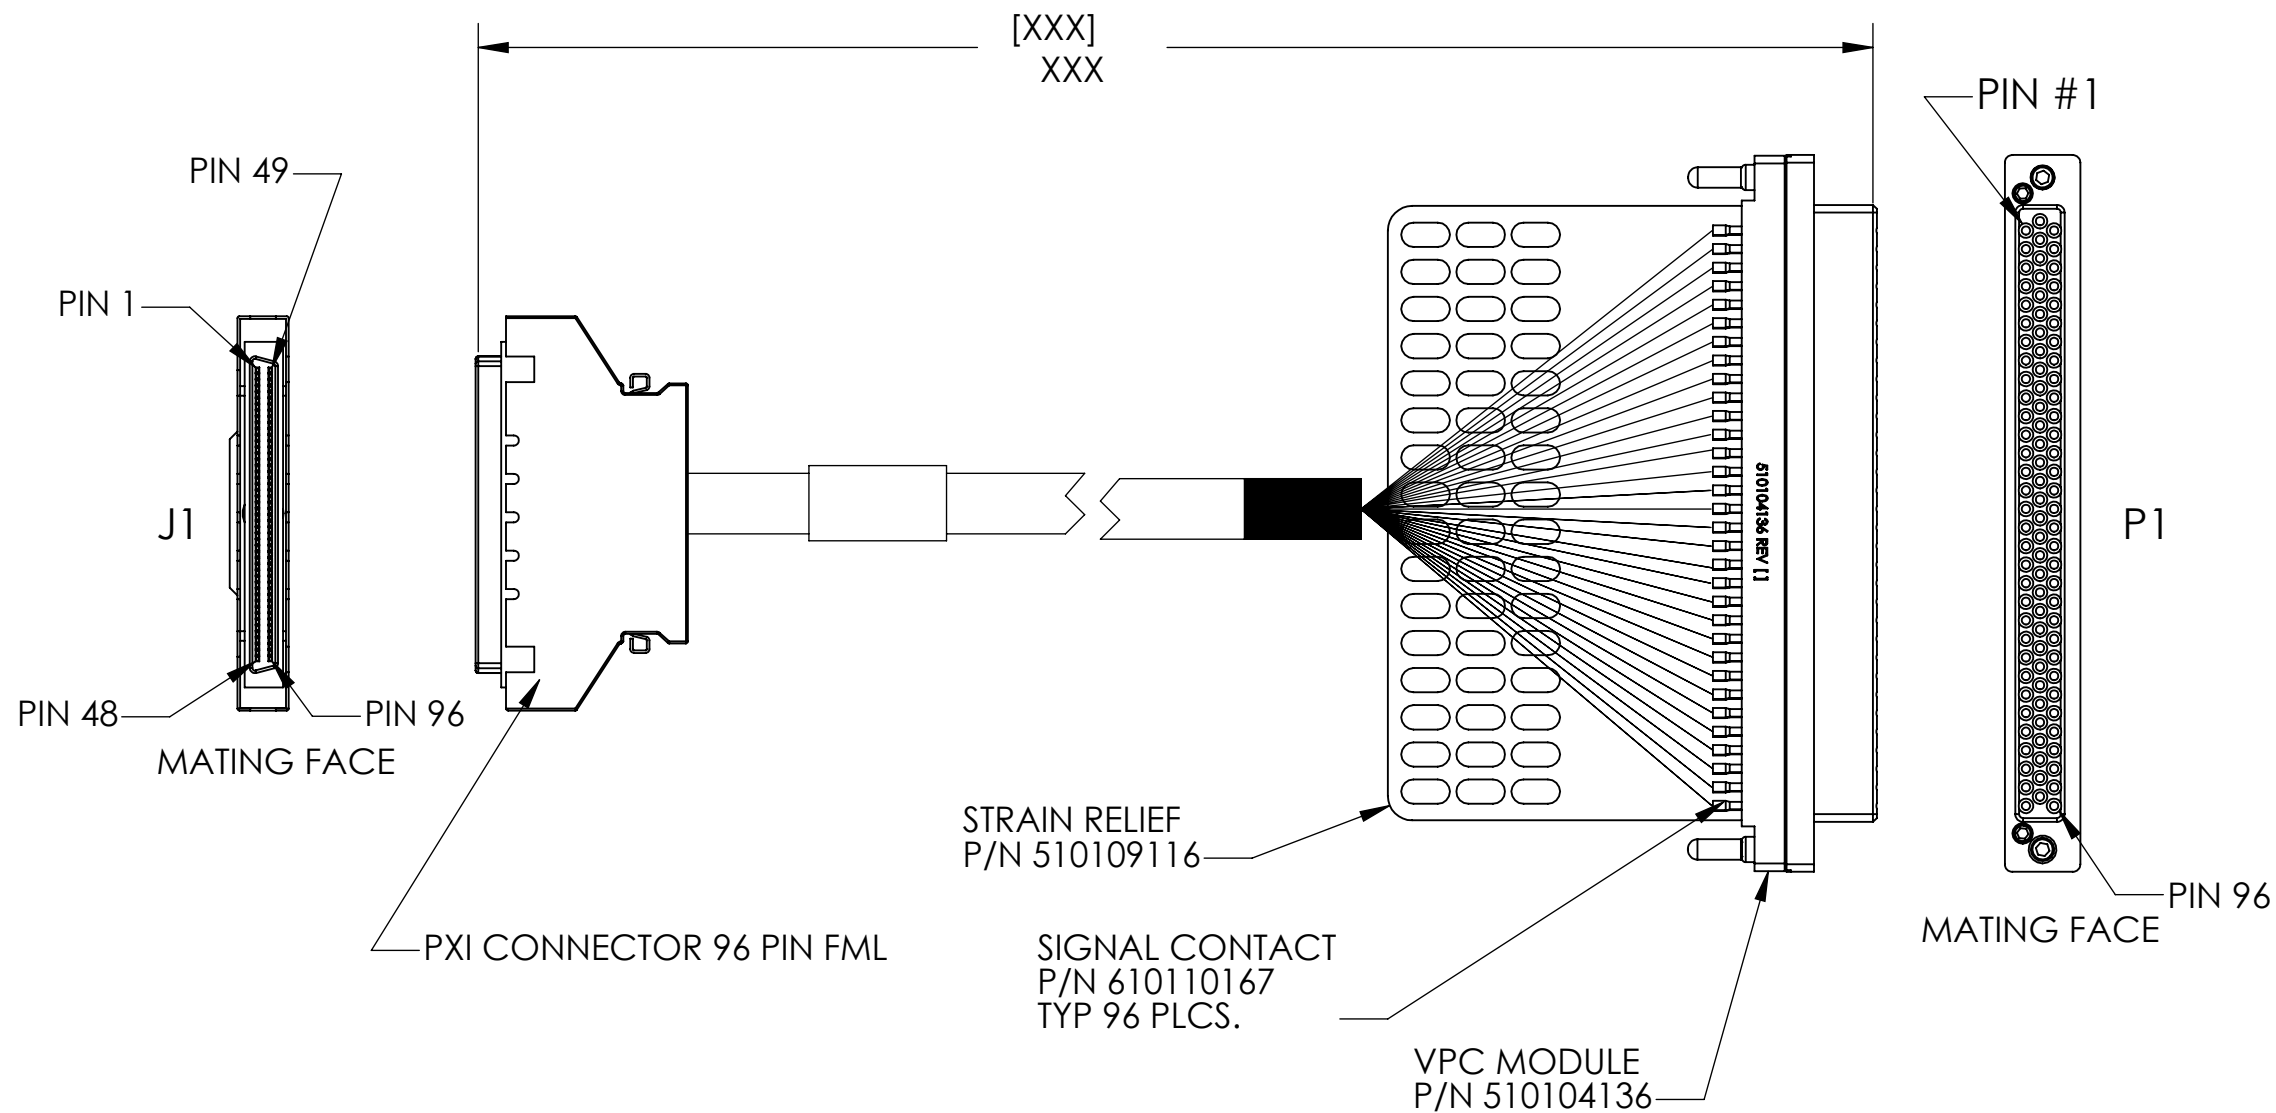 [XXX]
XXX
PIN #1
PIN 49
PIN 1
J1
PIN 48
PIN 96
MATING FACE
510104136 REV [ ]
P1
STRAIN RELIEF
P/N 510109116
PIN 96
MATING FACE
PXI CONNECTOR 96 PIN FML
SIGNAL CONTACT
P/N 610110167
TYP 96 PLCS.
VPC MODULE
P/N 510104136